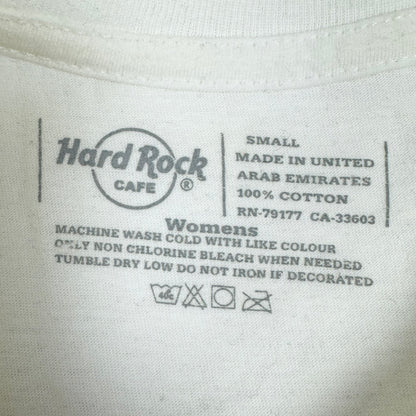 Hard Rock
CAFE ®
SMALL
MADE IN UNITED
ARAB EMIRATES
100% COTTON
RN-79177 CA-33603
Womens
MACHINE WASH COLD WITH LIKE COLOUR
ONLY NON CHLORINE BLEACH WHEN NEEDED
TUMBLE DRY LOW DO NOT IRON IF DECORATED